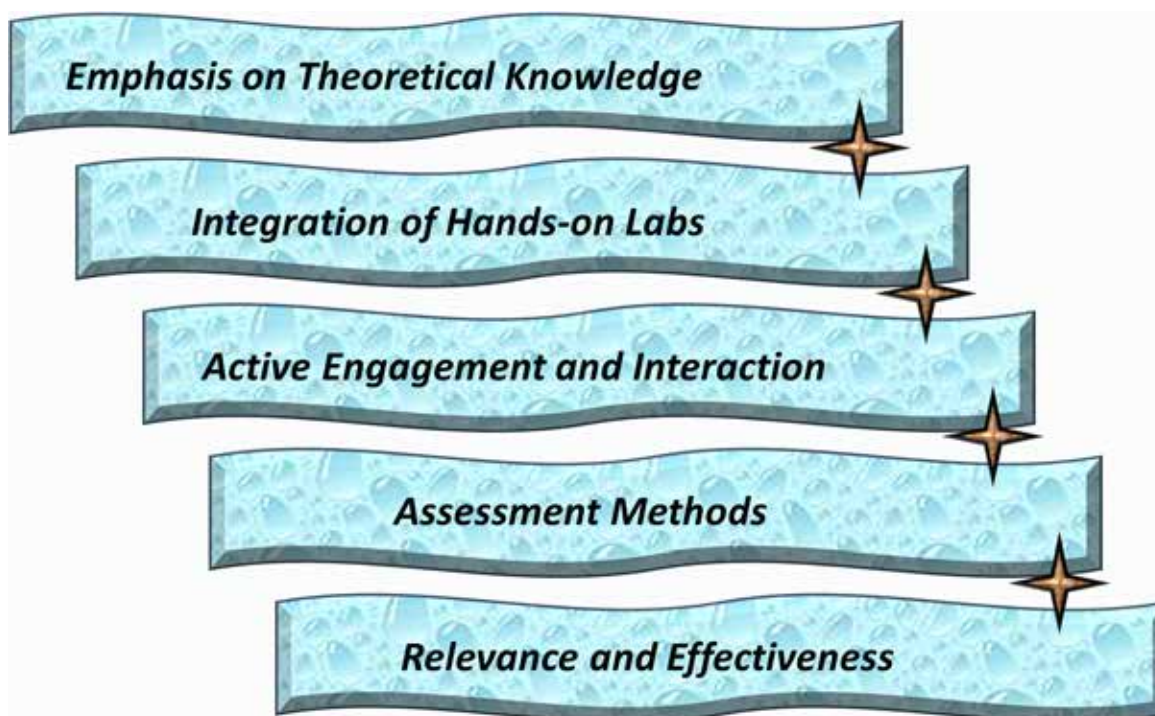 Emphasis on Theoretical Knowledge
Integration of Hands-on Labs
Active Engagement and Interaction
Assessment Methods
Relevance and Effectiveness